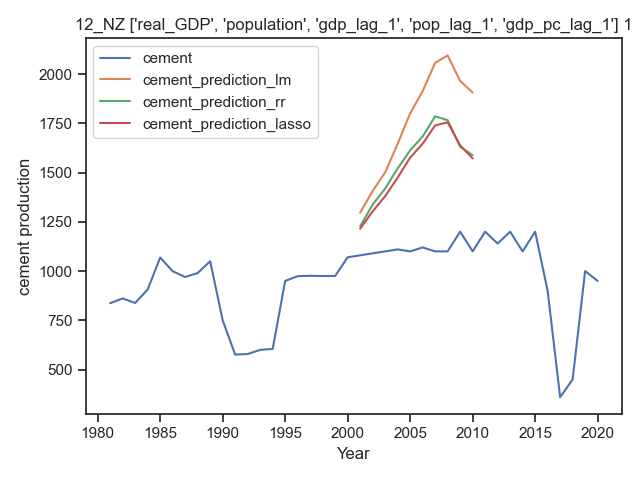 12_NZ ['real_GDP', 'population', 'gdp_lag_1', 'pop_lag_1', 'gdp_pc_lag_1'] 1
cement
cement_prediction_lm
cement_prediction_rr
cement_prediction_lasso
2000
1750
1500
1250
1000
750
500
cement production
1980 1985 1990 1995 2000 2005 2010 2015 2020
Year